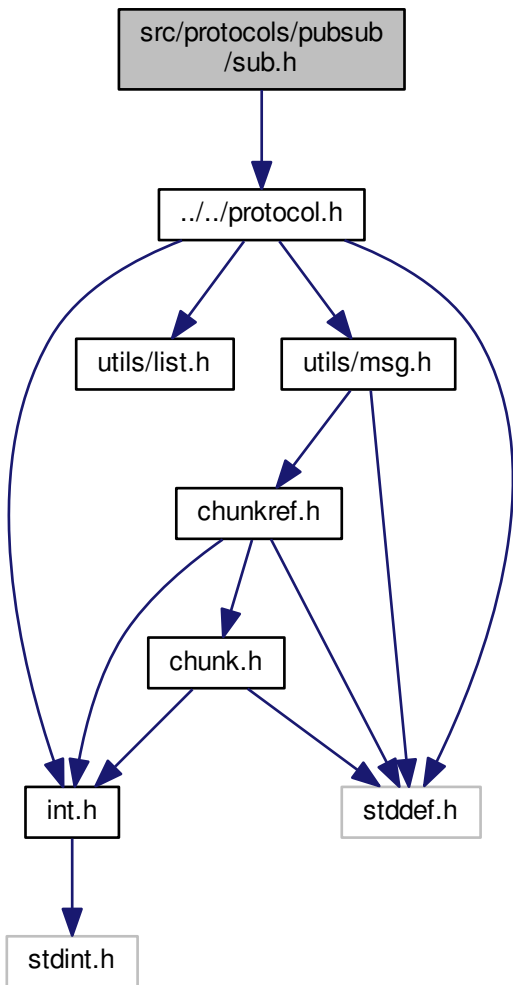 src/protocols/pubsub
/sub.h
../../protocol.h
utils/list.h
utils/msg.h
chunkref.h
chunk.h
int.h
stddef.h
stdint.h